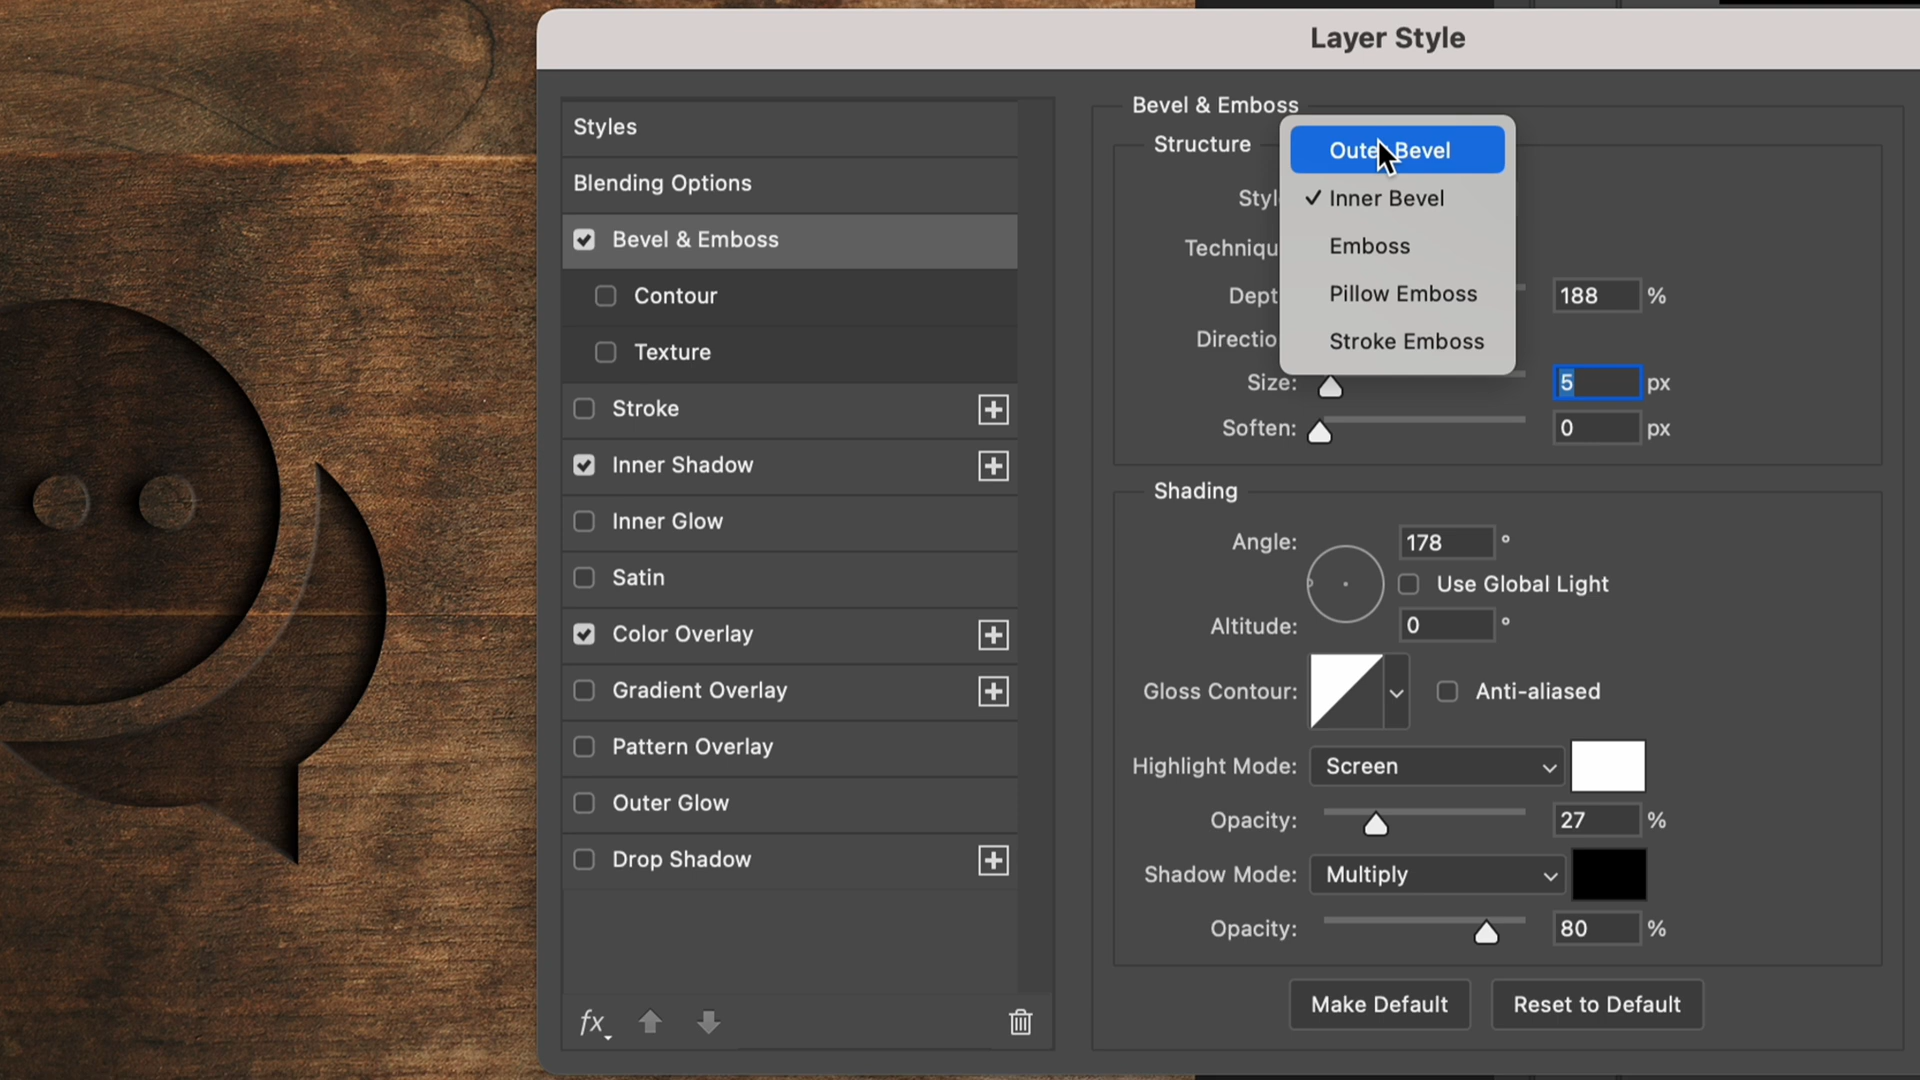 Layer Style
Styles
Blending Options
Bevel & Emboss
Contour
Texture
Stroke
Inner Shadow
Inner Glow
Satin
Color Overlay
Gradient Overlay
Pattern Overlay
Outer Glow
Drop Shadow
fx
Bevel & Emboss
Structure
Outer Bevel
Inner Bevel
Emboss
Pillow Emboss
Stroke Emboss
Styl
Techniqu
Dept
188 %
Directio
Size: 5 px
Soften: 0 px
Shading
Angle: 178 °
Use Global Light
Altitude: 0 °
Gloss Contour: Anti-aliased
Highlight Mode: Screen
Opacity: 27 %
Shadow Mode: Multiply
Opacity: 80 %
Make Default Reset to Default